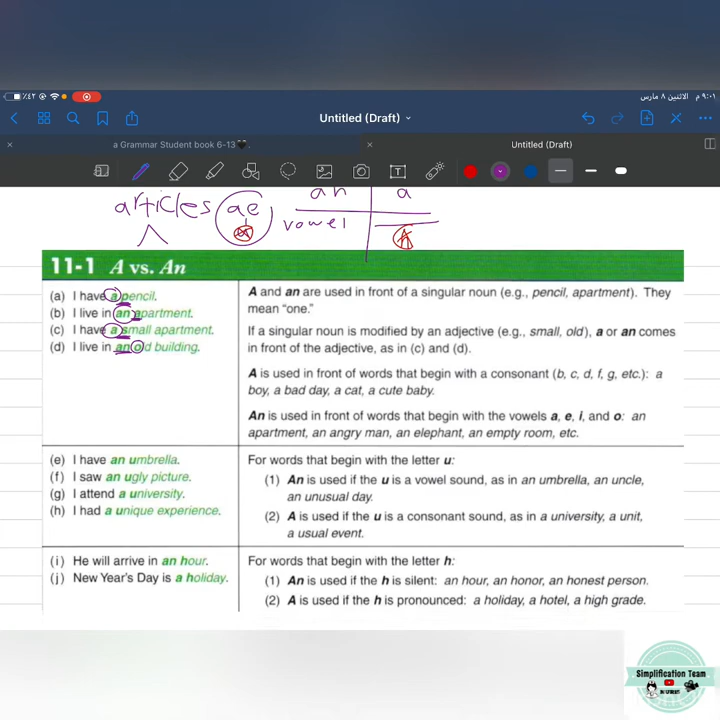 ٪٤٢
٩:٠١ م الاثنين ٨ مارس
Untitled (Draft)
a Grammar Student book 6-13🖤.
Untitled (Draft)
an a
articles ae
vowel A
11-1 A vs. An
(a) I have a pencil.
(b) I live in an apartment.
(c) I have a small apartment.
(d) I live in an old building.
A and an are used in front of a singular noun (e.g., pencil, apartment). They
mean “one.”
If a singular noun is modified by an adjective (e.g., small, old), a or an comes
in front of the adjective, as in (c) and (d).
A is used in front of words that begin with a consonant (b, c, d, f, g, etc.): a
boy, a bad day, a cat, a cute baby.
An is used in front of words that begin with the vowels a, e, i, and o: an
apartment, an angry man, an elephant, an empty room, etc.
(e) I have an umbrella.
(f) I saw an ugly picture.
(g) I attend a university.
(h) I had a unique experience.
For words that begin with the letter u:
(1) An is used if the u is a vowel sound, as in an umbrella, an uncle,
an unusual day.
(2) A is used if the u is a consonant sound, as in a university, a unit,
a usual event.
(i) He will arrive in an hour.
(j) New Year’s Day is a holiday.
For words that begin with the letter h:
(1) An is used if the h is silent: an hour, an honor, an honest person.
(2) A is used if the h is pronounced: a holiday, a hotel, a high grade.
Simplification Team